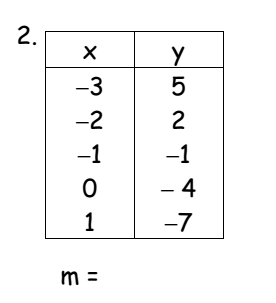 2.
x y
–3 5
–2 2
–1 –1
0 – 4
1 –7
m =